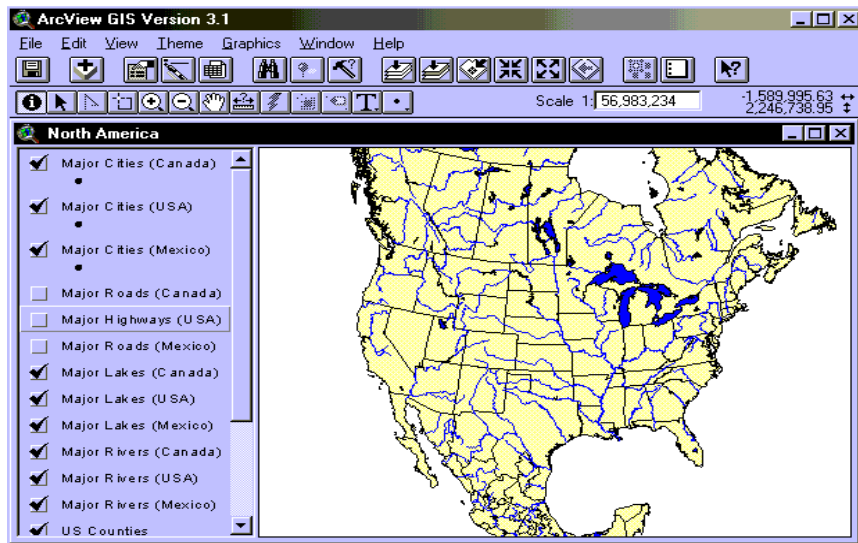 ArcView GIS Version 3.1
File Edit View Theme Graphics Window Help
Scale 1: 56,983,234
-1,589,995.63
2,246,738.95
North America
Major Cities (Canada)
Major Cities (USA)
Major Cities (Mexico)
Major Roads (Canada)
Major Highways (USA)
Major Roads (Mexico)
Major Lakes (Canada)
Major Lakes (USA)
Major Lakes (Mexico)
Major Rivers (Canada)
Major Rivers (USA)
Major Rivers (Mexico)
US Counties